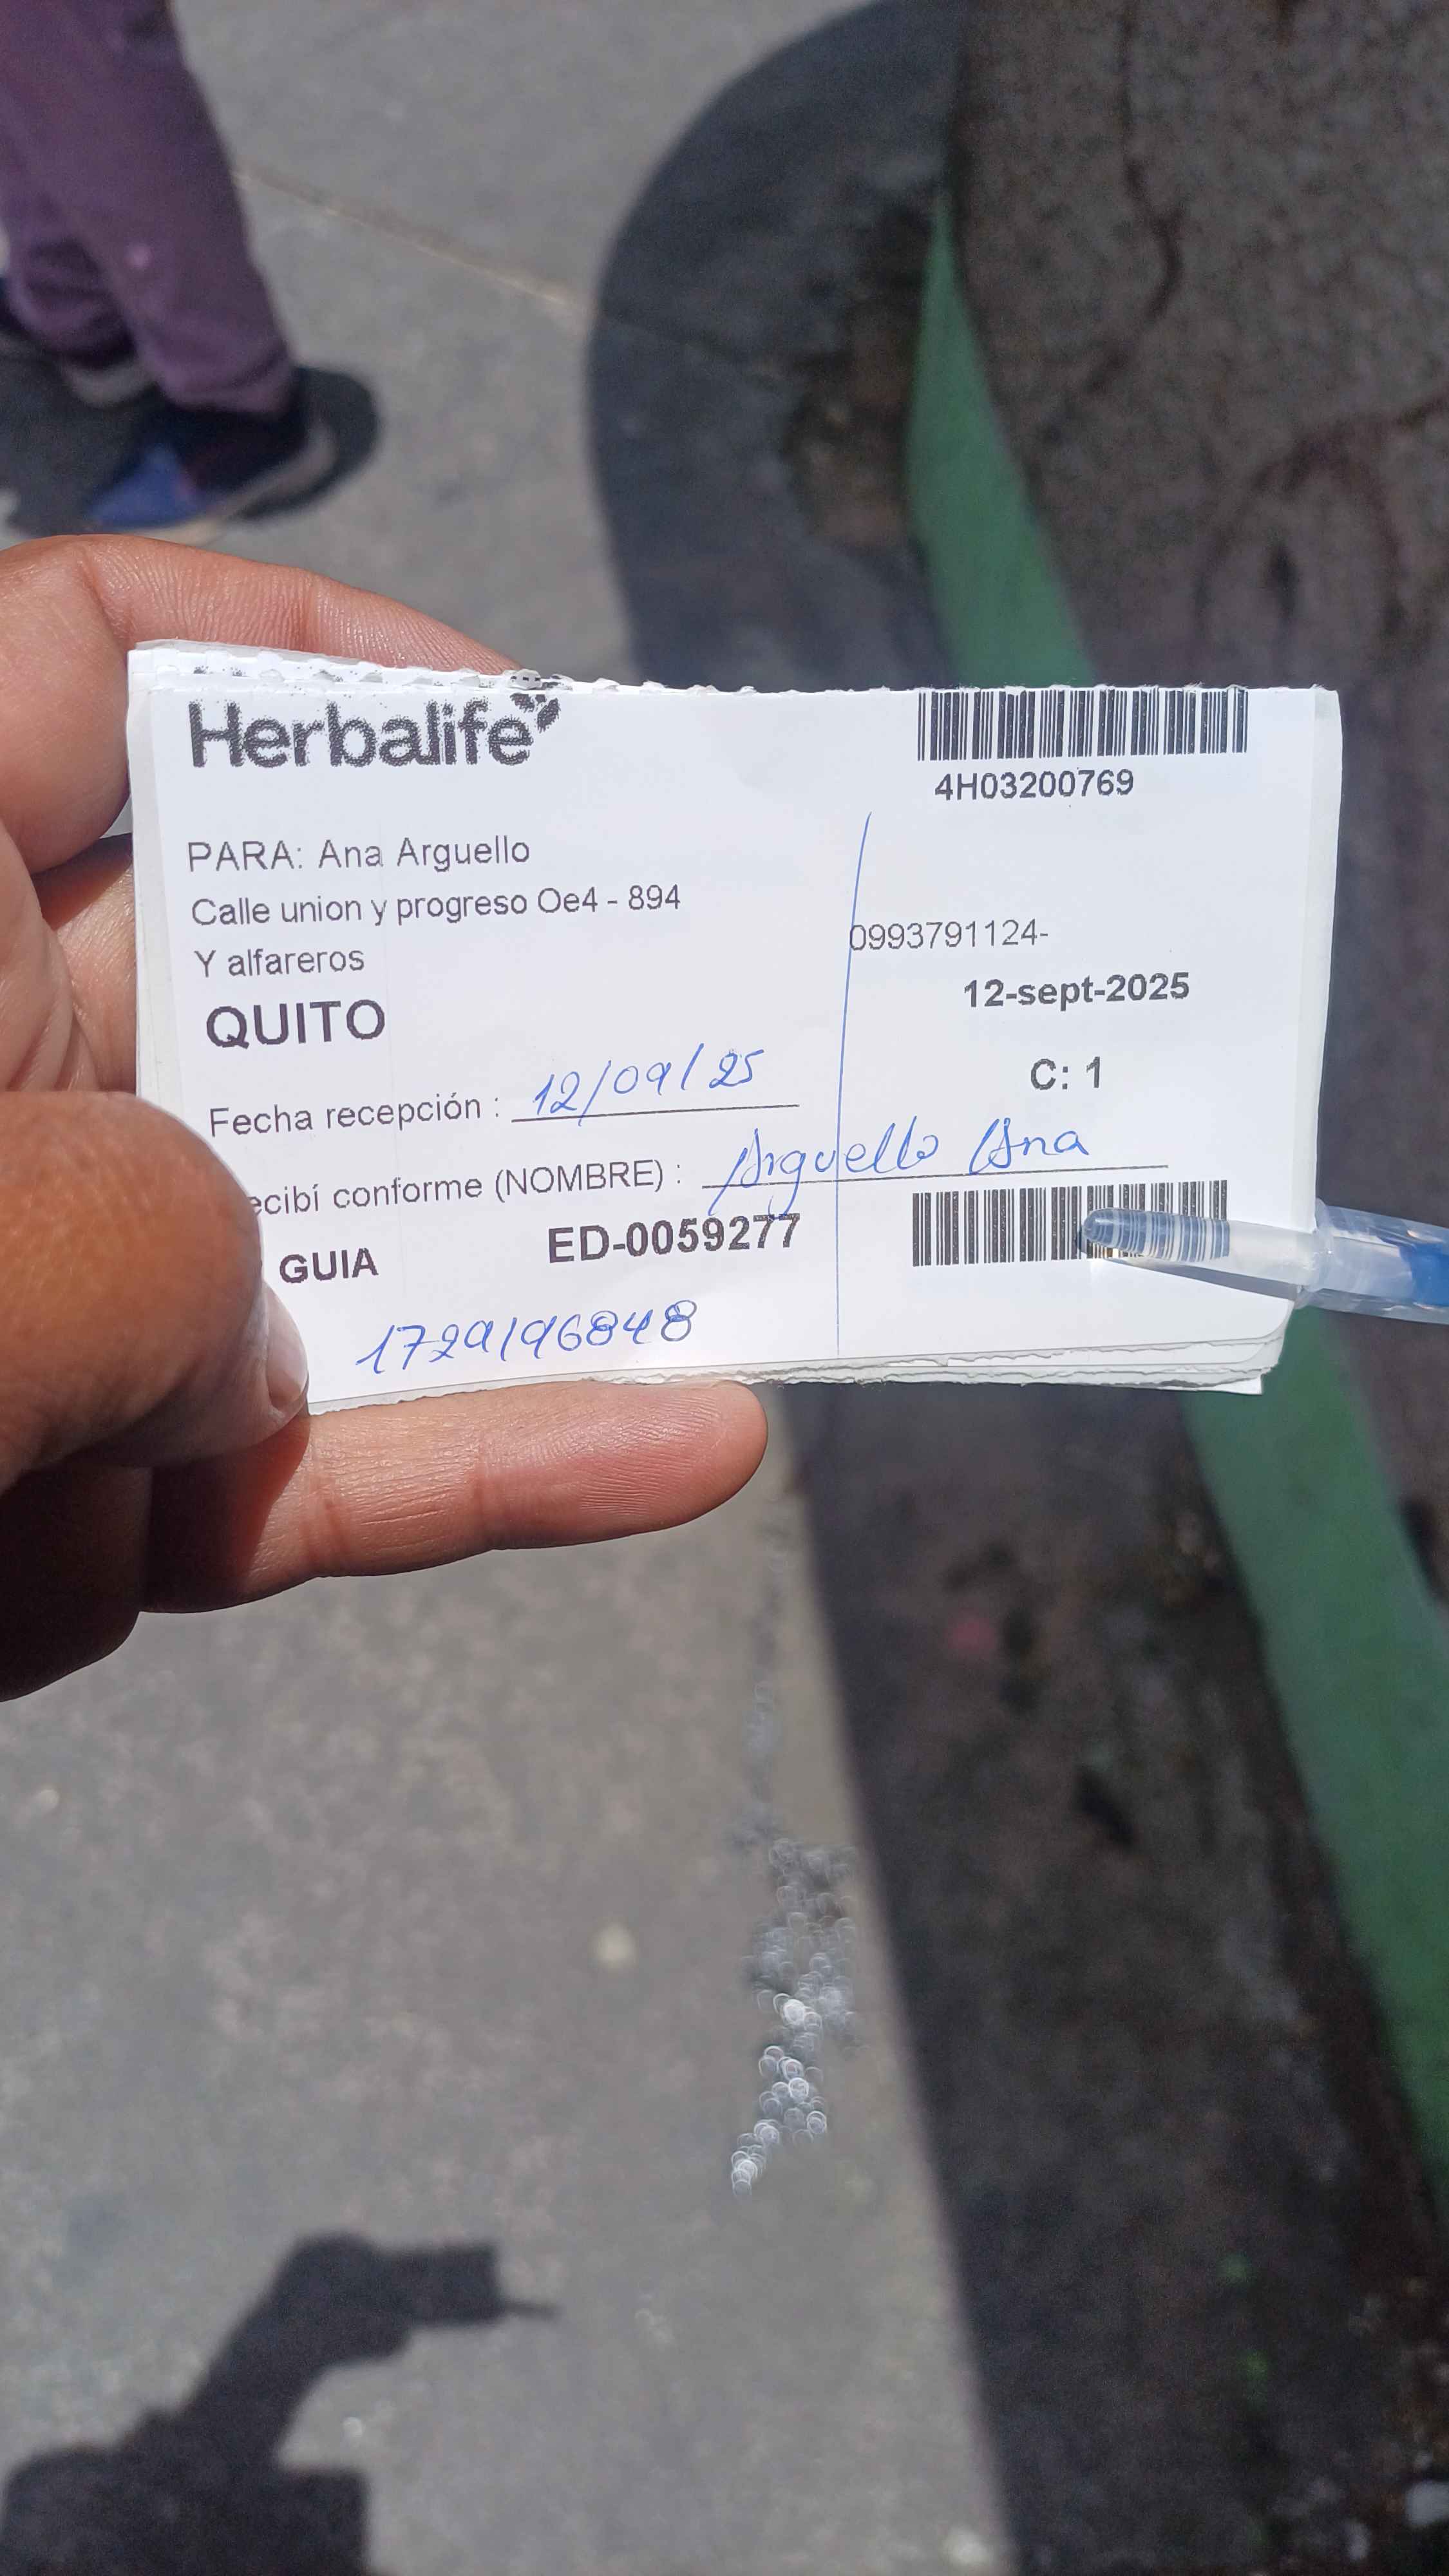 Herbalife
4H03200769
PARA: Ana Arguello
Calle union y progreso Oe4 - 894
Y alfareros
0993791124-
QUITO
12-sept-2025
C: 1
Fecha recepción : 12/09/25
ecibí conforme (NOMBRE) : Arguello Ana
GUIA ED-0059277
1729196848